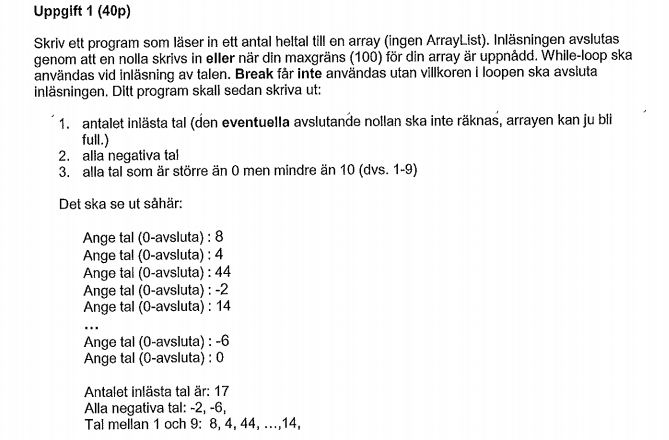 Uppgift 1 (40p)
Skriv ett program som läser in ett antal heltal till en array (ingen ArrayList). Inläsningen avslutas
genom att en nolla skrivs in eller när din maxgräns (100) för din array är uppnådd. While-loop ska
användas vid inläsning av talen. Break får inte användas utan villkoren i loopen ska avsluta
inläsningen. Ditt program skall sedan skriva ut:
1. antalet inlästa tal (den eventuella avslutande nollan ska inte räknas, arrayen kan ju bli
full.)
2. alla negativa tal
3. alla tal som är större än 0 men mindre än 10 (dvs. 1-9)
Det ska se ut såhär:
Ange tal (0-avsluta) : 8
Ange tal (0-avsluta) : 4
Ange tal (0-avsluta) : 44
Ange tal (0-avsluta) : -2
Ange tal (0-avsluta) : 14
...
Ange tal (0-avsluta) : -6
Ange tal (0-avsluta) : 0
Antalet inlästa tal är: 17
Alla negativa tal: -2, -6,
Tal mellan 1 och 9: 8, 4, 44, ...,14,